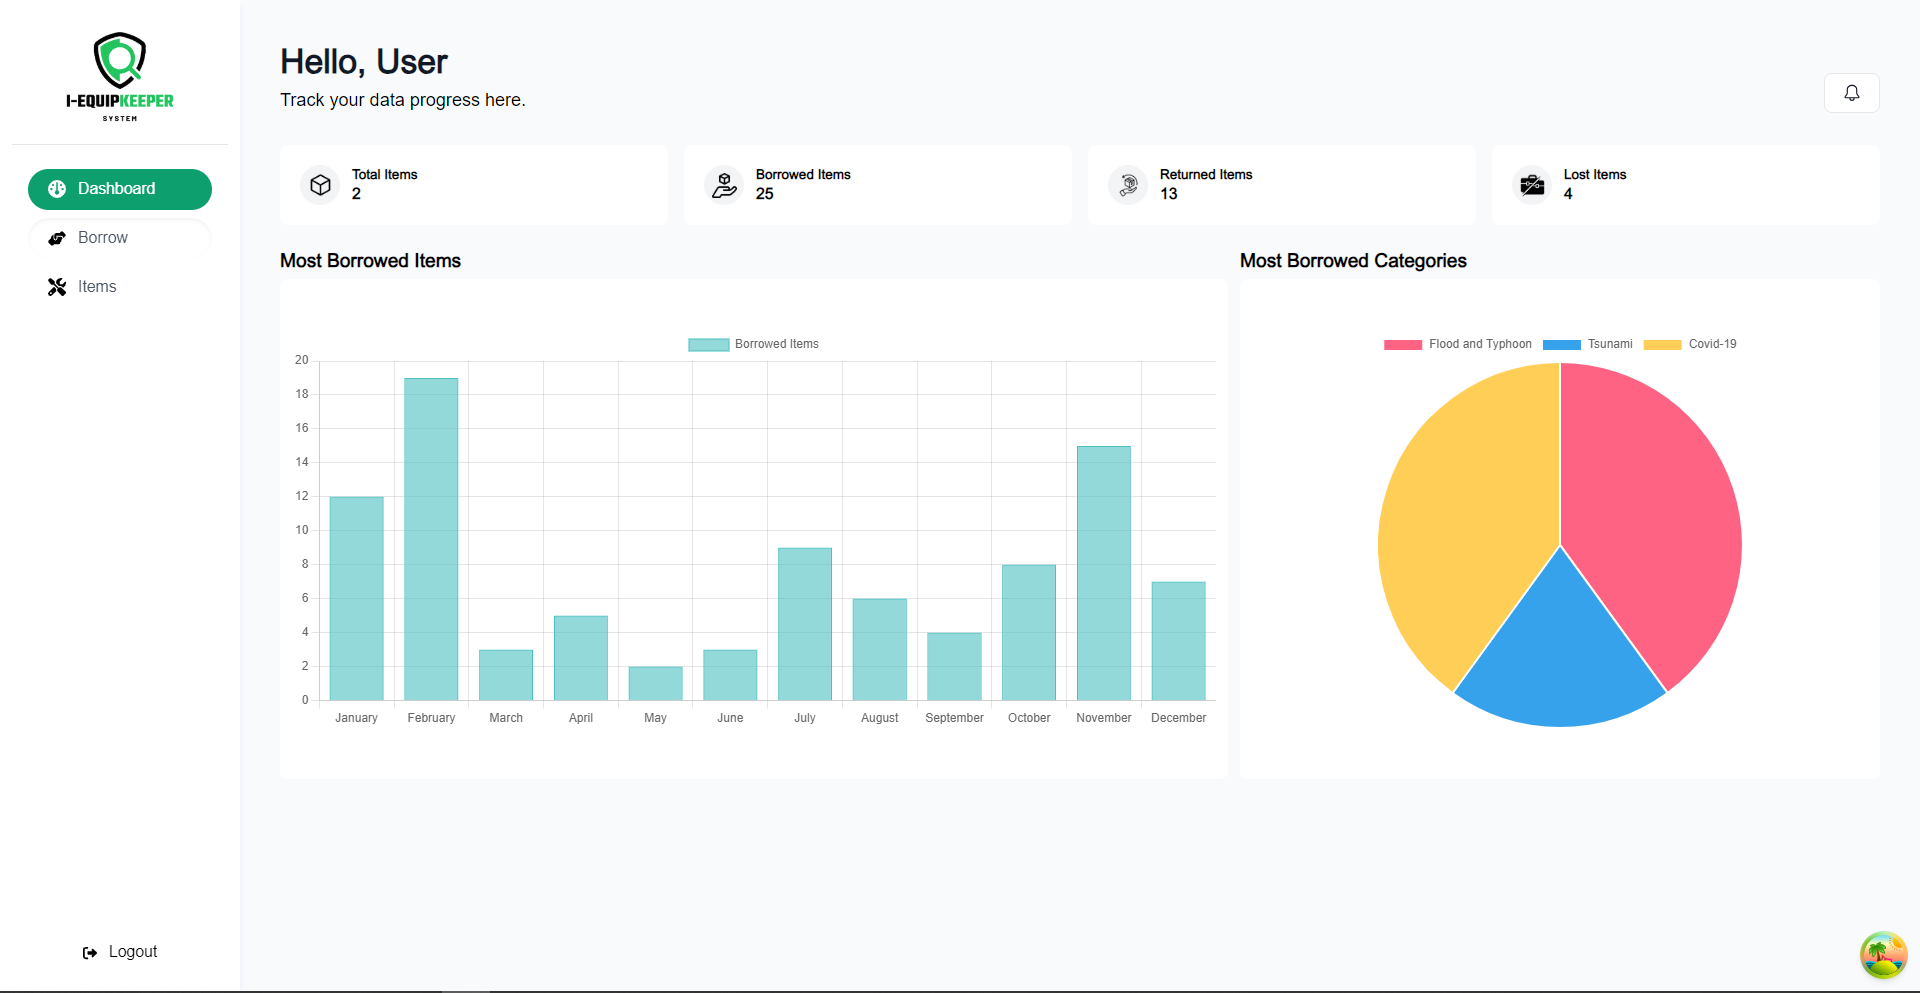 I-EQUIPKEEPER
SYSTEM
Dashboard
Borrow
Items
Logout
Hello, User
Track your data progress here.
Total Items
2
Borrowed Items
25
Returned Items
13
Lost Items
4
Most Borrowed Items
Borrowed Items
20
18
16
14
12
10
8
6
4
2
0
January February March April May June July August September October November December
Most Borrowed Categories
Flood and Typhoon Tsunami Covid-19